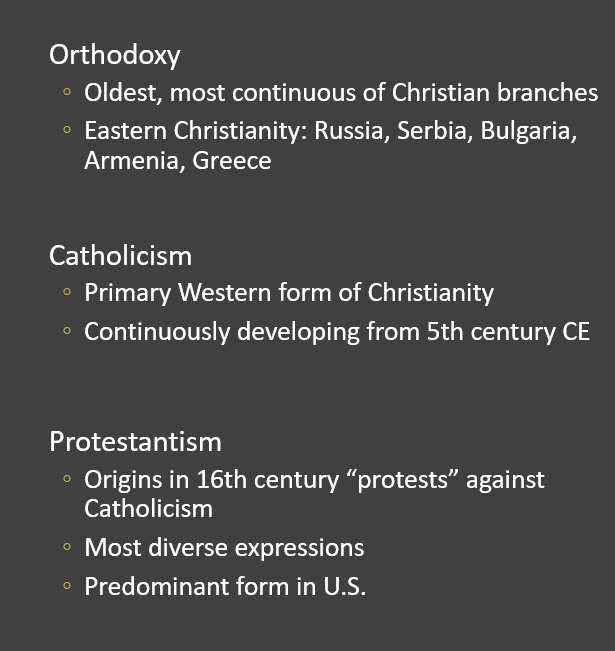 Orthodoxy
◦ Oldest, most continuous of Christian branches
◦ Eastern Christianity: Russia, Serbia, Bulgaria,
Armenia, Greece
Catholicism
◦ Primary Western form of Christianity
◦ Continuously developing from 5th century CE
Protestantism
◦ Origins in 16th century “protests” against
Catholicism
◦ Most diverse expressions
◦ Predominant form in U.S.